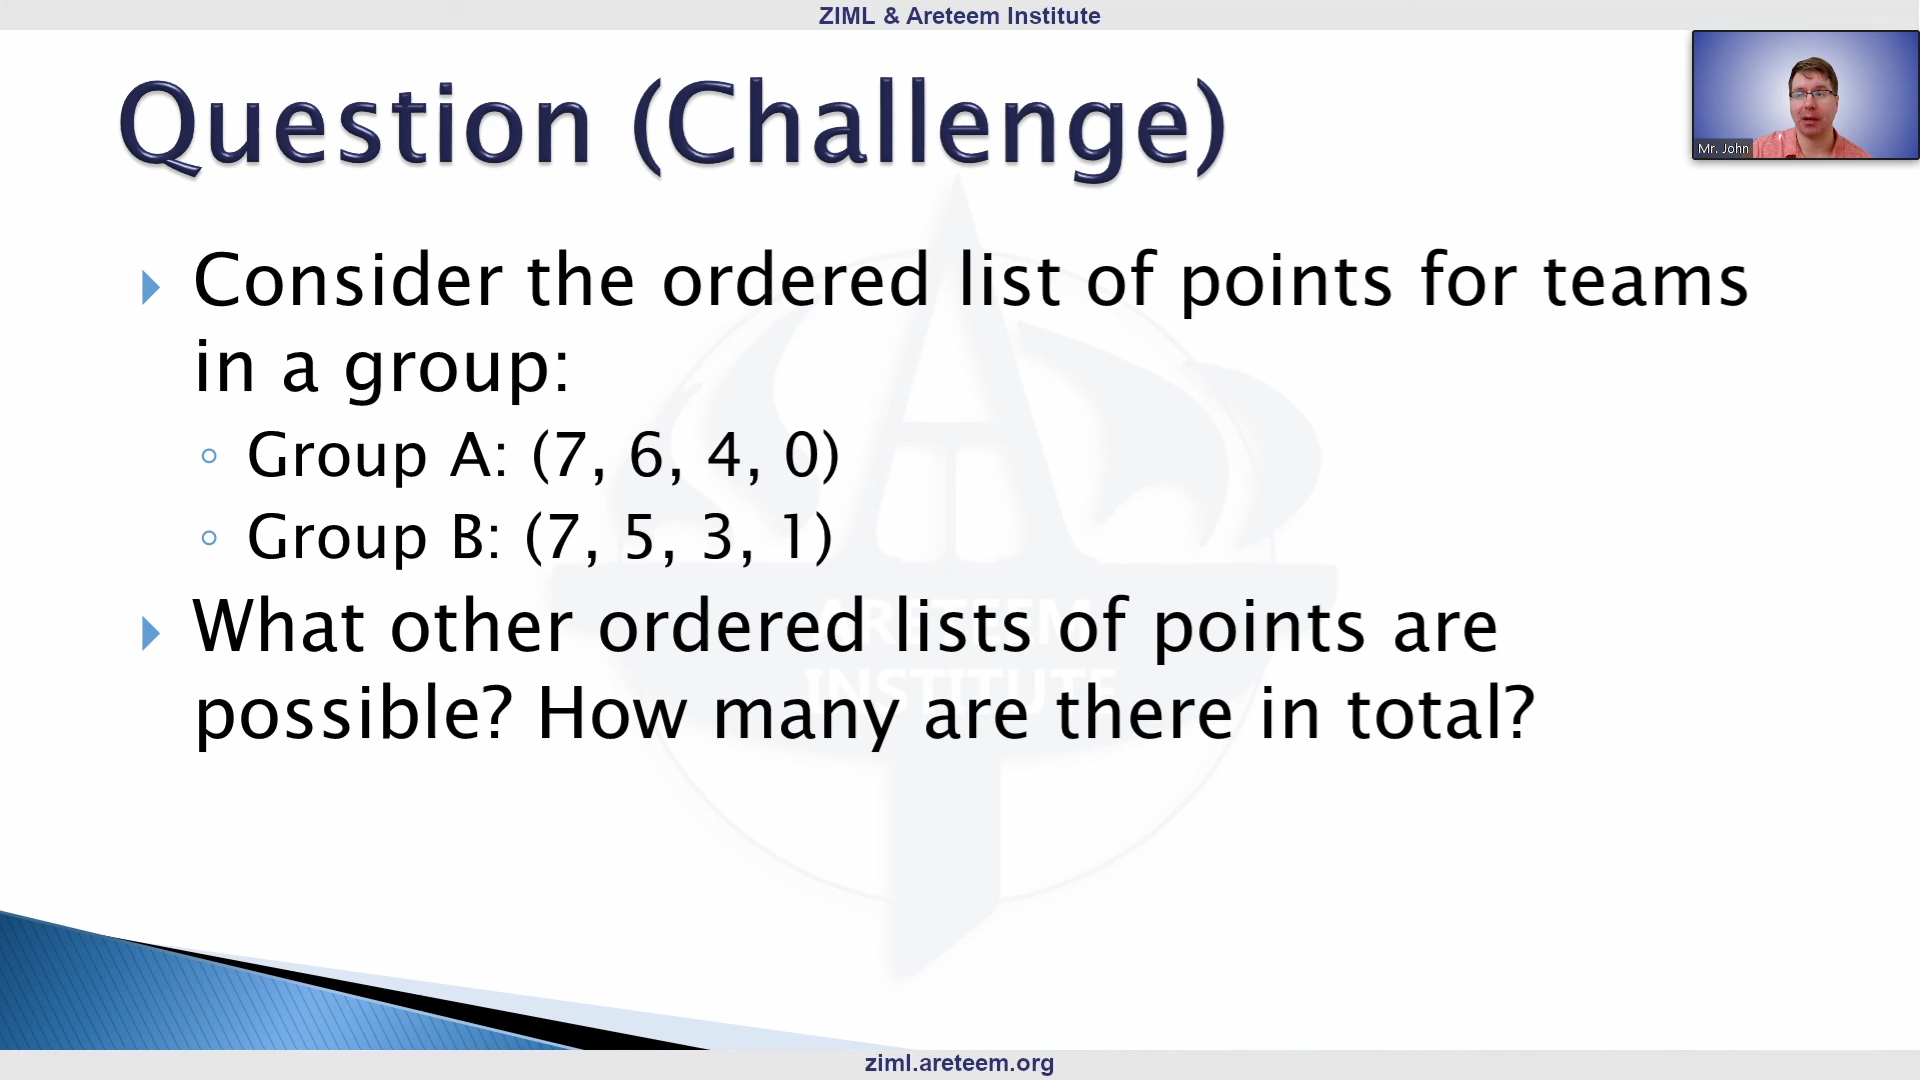 ZIML & Areteem Institute
Question (Challenge)
Mr. John
Consider the ordered list of points for teams
in a group:
Group A: (7, 6, 4, 0)
Group B: (7, 5, 3, 1)
What other ordered lists of points are
possible? How many are there in total?
ARETEEM
INSTITUTE
ziml.areteem.org